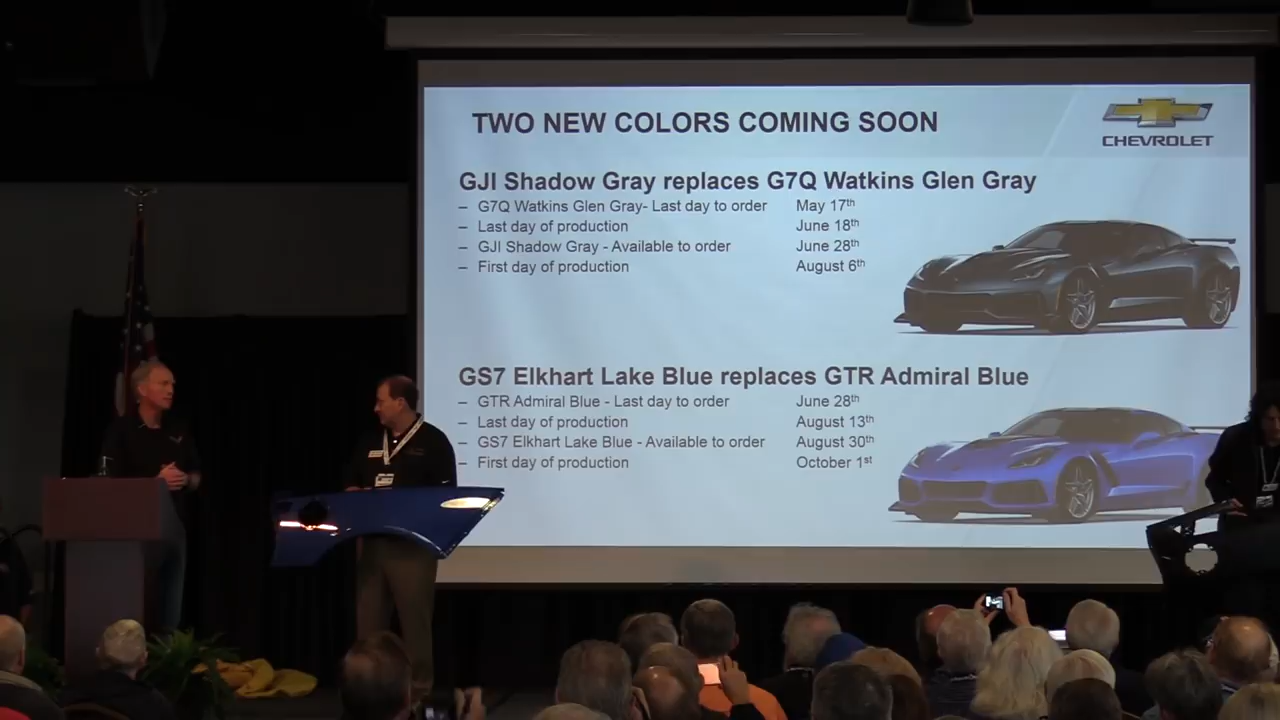 TWO NEW COLORS COMING SOON
CHEVROLET
GJI Shadow Gray replaces G7Q Watkins Glen Gray
– G7Q Watkins Glen Gray- Last day to order May 17th
– Last day of production June 18th
– GJI Shadow Gray - Available to order June 28th
– First day of production August 6th
GS7 Elkhart Lake Blue replaces GTR Admiral Blue
– GTR Admiral Blue - Last day to order June 28th
– Last day of production August 13th
– GS7 Elkhart Lake Blue - Available to order August 30th
– First day of production October 1st